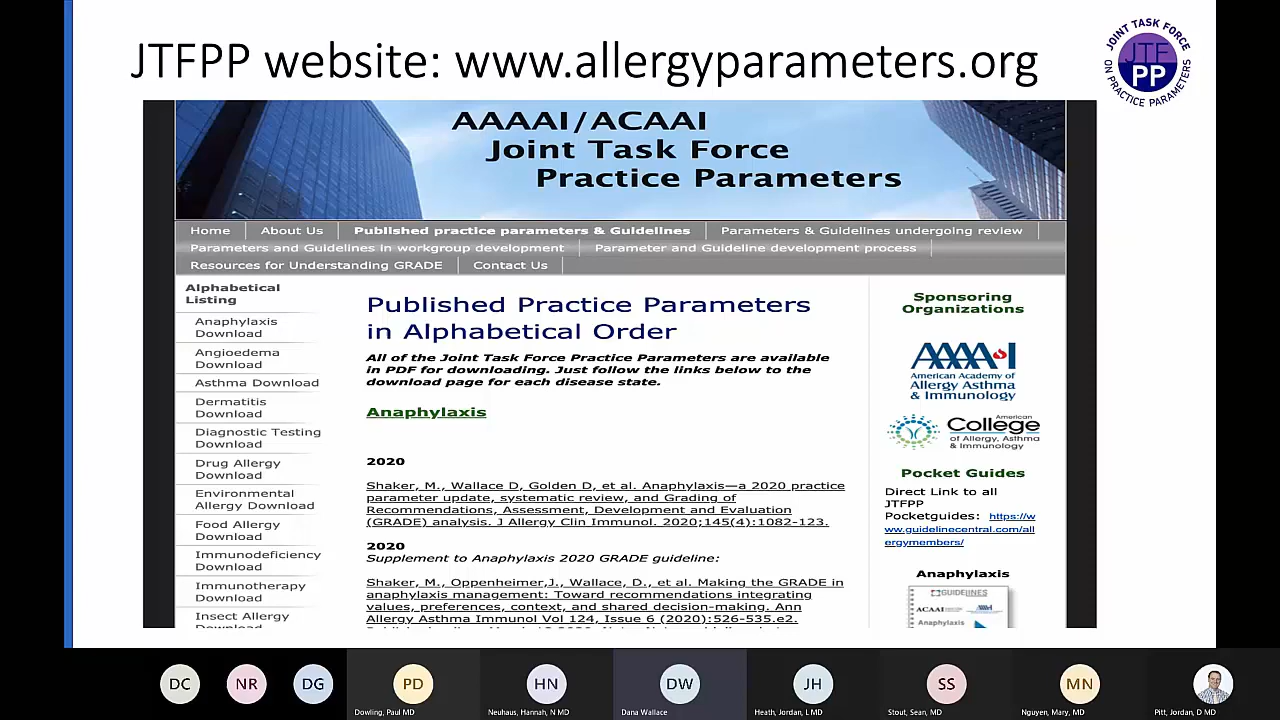 JTFPP website: www.allergyparameters.org
JOINT TASK FORCE
JTF
PP
ON PRACTICE PARAMETERS
AAAAI/ACAAI
Joint Task Force
Practice Parameters
Home
About Us
Published practice parameters & Guidelines
Parameters & Guidelines undergoing review
Parameters and Guidelines in workgroup development
Parameter and Guideline development process
Resources for Understanding GRADE
Contact Us
Alphabetical
Listing
Anaphylaxis
Download
Angioedema
Download
Asthma Download
Dermatitis
Download
Diagnostic Testing
Download
Drug Allergy
Download
Environmental
Allergy Download
Food Allergy
Download
Immunodeficiency
Download
Immunotherapy
Download
Insect Allergy
Published Practice Parameters
in Alphabetical Order
All of the Joint Task Force Practice Parameters are available
in PDF for downloading. Just follow the links below to the
download page for each disease state.
Anaphylaxis
2020
Shaker, M., Wallace D, Golden D, et al. Anaphylaxis—a 2020 practice
parameter update, systematic review, and Grading of
Recommendations, Assessment, Development and Evaluation
(GRADE) analysis. J Allergy Clin Immunol. 2020;145(4):1082-123.
2020
Supplement to Anaphylaxis 2020 GRADE guideline:
Shaker, M., Oppenheimer,J., Wallace, D., et al. Making the GRADE in
anaphylaxis management: Toward recommendations integrating
values, preferences, context, and shared decision-making. Ann
Allergy Asthma Immunol Vol 124, Issue 6 (2020):526-535.e2.
Sponsoring
Organizations
AAAAI
American Academy of
Allergy Asthma
& Immunology
American
College
of Allergy, Asthma
& Immunology
Pocket Guides
Direct Link to all
JTFPP
Pocketguides: https://w
ww.guidelinecentral.com/all
ergymembers/
Anaphylaxis
GUIDELINES
ACAAI
Anaphylaxis
DC
NR
DG
PD
HN
DW
JH
SS
MN
Dowling, Paul MD
Neuhaus, Hannah, N MD
Dana Wallace
Heath, Jordan, L MD
Stout, Sean, MD
Nguyen, Mary, MD
Pitt, Jordan, D MD